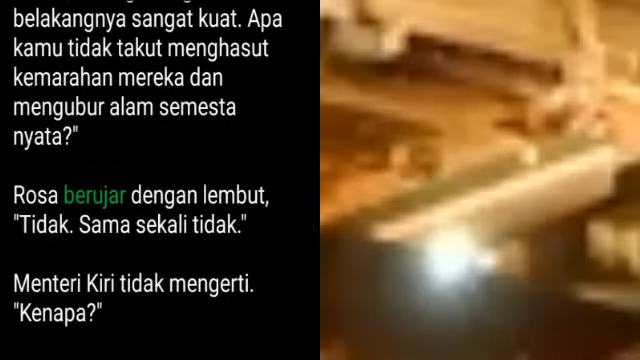 belakangnya sangat kuat. Apa
kamu tidak takut menghasut
kemarahan mereka dan
mengubur alam semesta
nyata?"
Rosa berujar dengan lembut,
"Tidak. Sama sekali tidak."
Menteri Kiri tidak mengerti.
"Kenapa?"